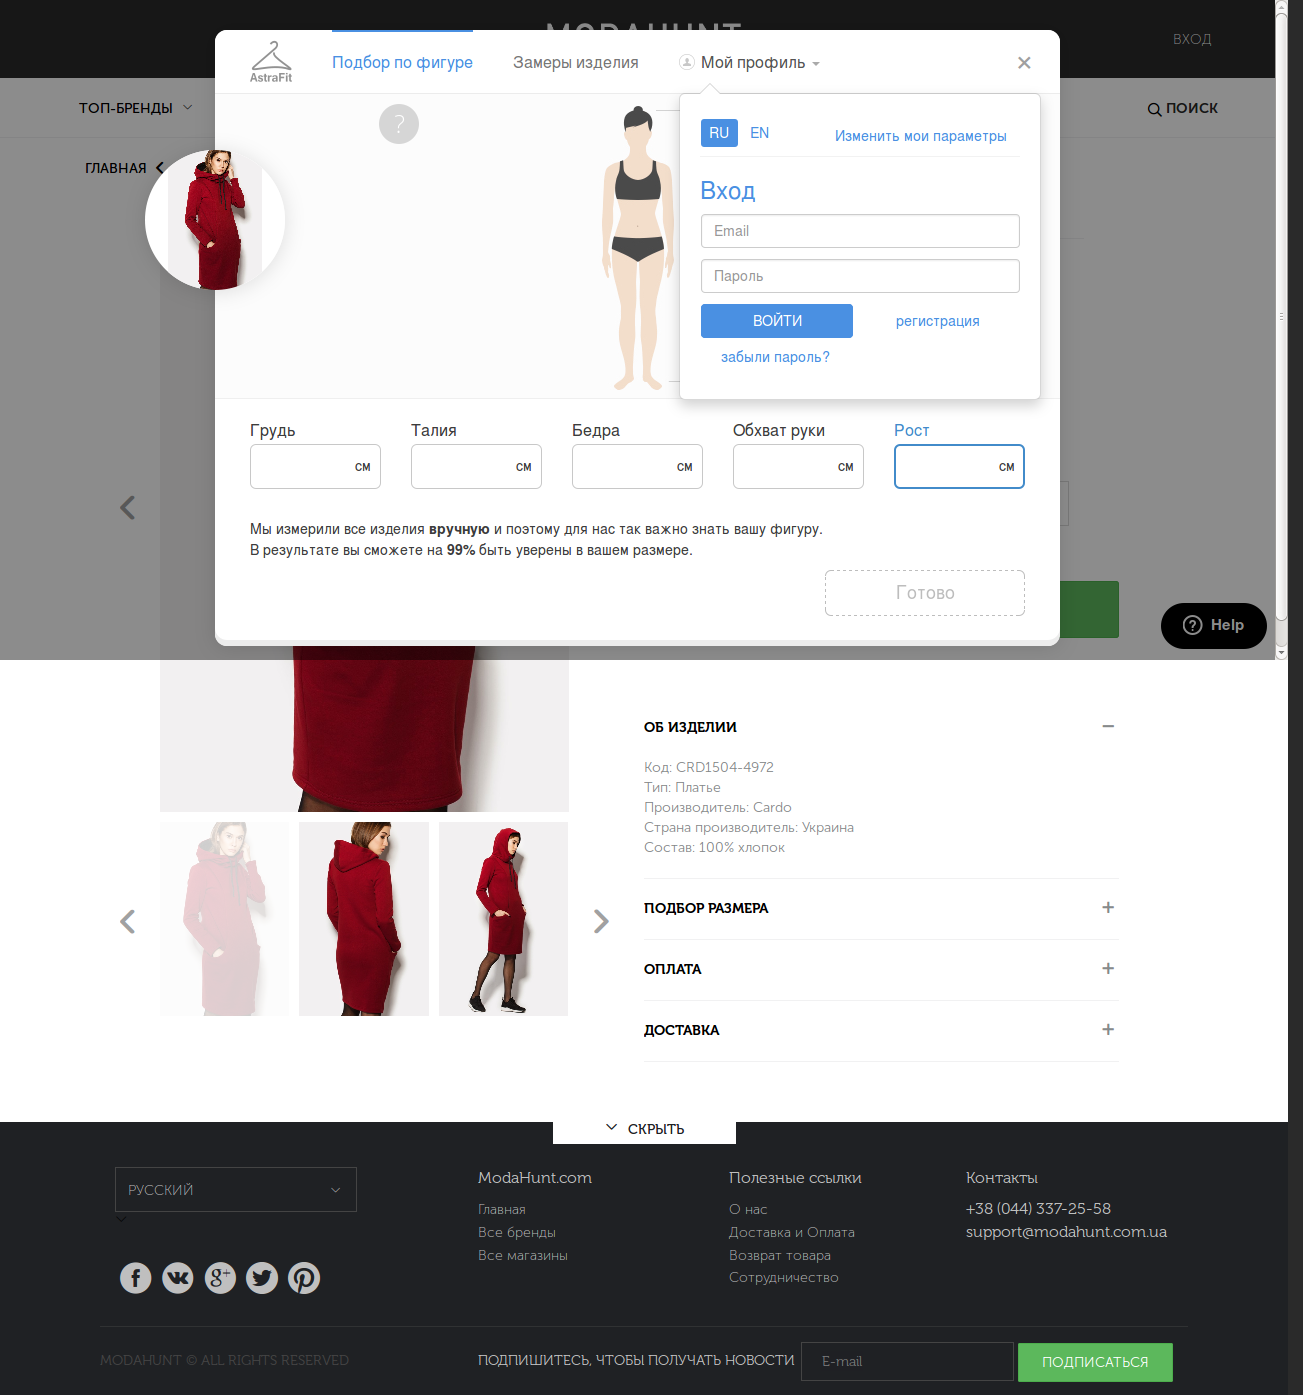 MODAHUNT
ВХОД
AstraFit
Подбор по фигуре
Замеры изделия
Мой профиль
×
ТОП-БРЕНДЫ
ПОИСК
?
RU
EN
Изменить мои параметры
ГЛАВНАЯ
Вход
Email
Пароль
ВОЙТИ
регистрация
забыли пароль?
Грудь
Талия
Бедра
Обхват руки
Рост
см
см
см
см
см
Мы измерили все изделия вручную и поэтому для нас так важно знать вашу фигуру.
В результате вы сможете на 99% быть уверены в вашем размере.
Готово
Help
ОБ ИЗДЕЛИИ
Код: CRD1504-4972
Тип: Платье
Производитель: Cardo
Страна производитель: Украина
Состав: 100% хлопок
ПОДБОР РАЗМЕРА
ОПЛАТА
ДОСТАВКА
СКРЫТЬ
РУССКИЙ
ModaHunt.com
Главная
Все бренды
Все магазины
Полезные ссылки
О нас
Доставка и Оплата
Возврат товара
Сотрудничество
Контакты
+38 (044) 337-25-58
support@modahunt.com.ua
MODAHUNT © ALL RIGHTS RESERVED
ПОДПИШИТЕСЬ, ЧТОБЫ ПОЛУЧАТЬ НОВОСТИ
E-mail
ПОДПИСАТЬСЯ